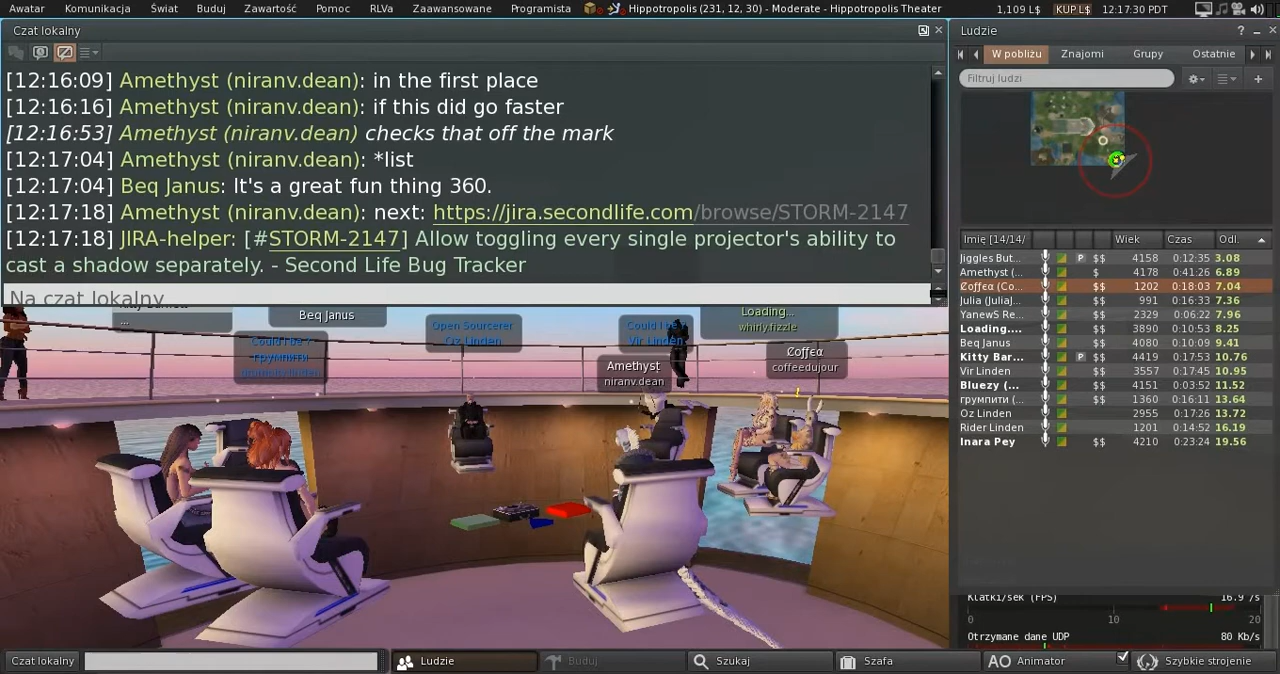 Awatar Komunikacja Świat Buduj Zawartość Pomoc RLVa Zaawansowane Programista Hippotropolis (231, 12, 30) - Moderate - Hippotropolis Theater 1,109 L$ KUP L$ 12:17:30 PDT
Czat lokalny
[12:16:09] Amethyst (niranv.dean): in the first place
[12:16:16] Amethyst (niranv.dean): if this did go faster
[12:16:53] Amethyst (niranv.dean) checks that off the mark
[12:17:04] Amethyst (niranv.dean): *list
[12:17:04] Beq Janus: It's a great fun thing 360.
[12:17:18] Amethyst (niranv.dean): next: https://jira.secondlife.com/browse/STORM-2147
[12:17:18] JIRA-helper: [#STORM-2147] Allow toggling every single projector's ability to
cast a shadow separately. - Second Life Bug Tracker
Na czat lokalny
...
Beq Janus
Open Sourcerer
Oz Linden
Could I be
Vir Linden
Loading...
whirly.fizzle
Could I be
грумпити
Amethyst
niranv.dean
coffeedujour
Ludzie
W pobliżu Znajomi Grupy Ostatnie
Filtruj ludzi
Imię [14/14/ Wiek Czas Odl.
Jiggles But... P $$ 4158 0:12:35 3.08
Amethyst (... $ 4178 0:41:26 6.89
(Co... $$ 1202 0:18:03 7.04
Julia (JuliaJ... $$ 991 0:16:33 7.36
YanewS Re... $$ 2329 0:06:22 7.96
Loading.... $$ 3890 0:10:53 8.25
Beq Janus $$ 4080 0:10:09 9.41
Kitty Bar... P $$ 4419 0:17:53 10.76
Vir Linden 3557 0:17:45 10.95
Bluezy (... $$ 4151 0:03:52 11.52
грумпити (... $$ 1360 0:16:11 13.64
Oz Linden 2955 0:17:26 13.72
Rider Linden 1201 0:14:52 16.19
Inara Pey $$ 4210 0:23:24 19.56
Klatki/sek (FPS) 16.9 /s
0 10 20
Otrzymane dane UDP 80 Kb/s
Czat lokalny Ludzie Buduj Szukaj Szafa AO Animator Szybkie strojenie